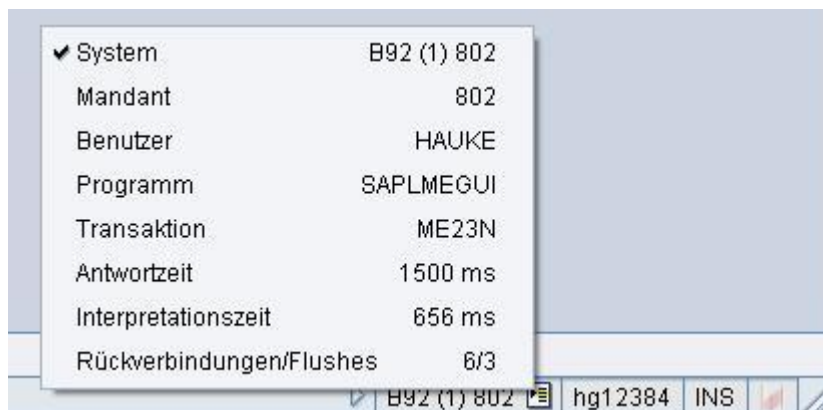 System B92 (1) 802
Mandant 802
Benutzer HAUKE
Programm SAPLMEGUI
Transaktion ME23N
Antwortzeit 1500 ms
Interpretationszeit 656 ms
Rückverbindungen/Flushes 6/3
B92 (1) 802 hg12384 INS